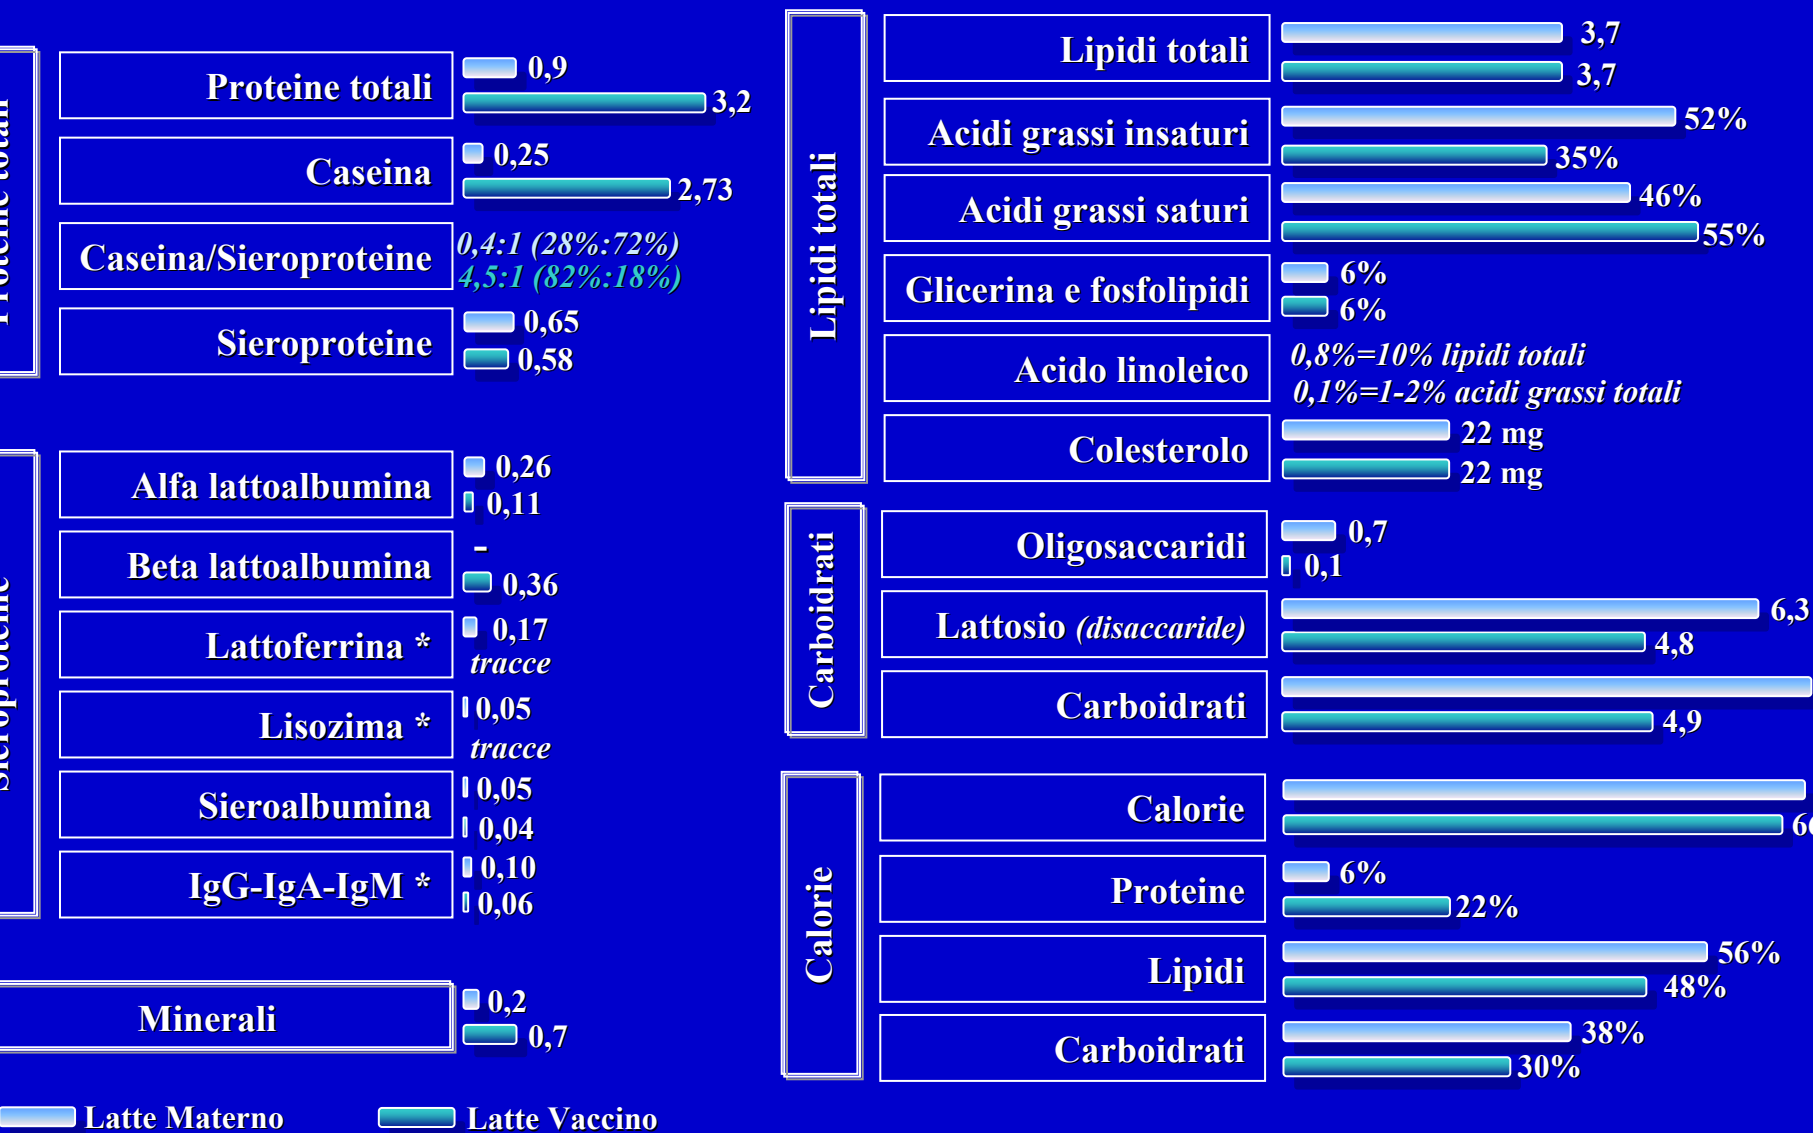 Proteine totali
Proteine totali
0,9
3,2
Caseina
0,25
2,73
Caseina/Sieroproteine
0,4:1 (28%:72%)
4,5:1 (82%:18%)
Sieroproteine
0,65
0,58
Sieroproteine
Alfa lattoalbumina
0,26
0,11
Beta lattoalbumina
-
0,36
Lattoferrina *
0,17
tracce
Lisozima *
0,05
tracce
Sieroalbumina
0,05
0,04
IgG-IgA-IgM *
0,10
0,06
Minerali
0,2
0,7
Latte Materno
Latte Vaccino
Lipidi totali
Lipidi totali
3,7
3,7
Acidi grassi insaturi
52%
35%
Acidi grassi saturi
46%
55%
Glicerina e fosfolipidi
6%
6%
Acido linoleico
0,8%=10% lipidi totali
0,1%=1-2% acidi grassi totali
Colesterolo
22 mg
22 mg
Carboidrati
Oligosaccaridi
0,7
0,1
Lattosio (disaccaride)
6,3
4,8
Carboidrati
4,9
Calorie
Calorie
Proteine
6%
22%
Lipidi
56%
48%
Carboidrati
38%
30%